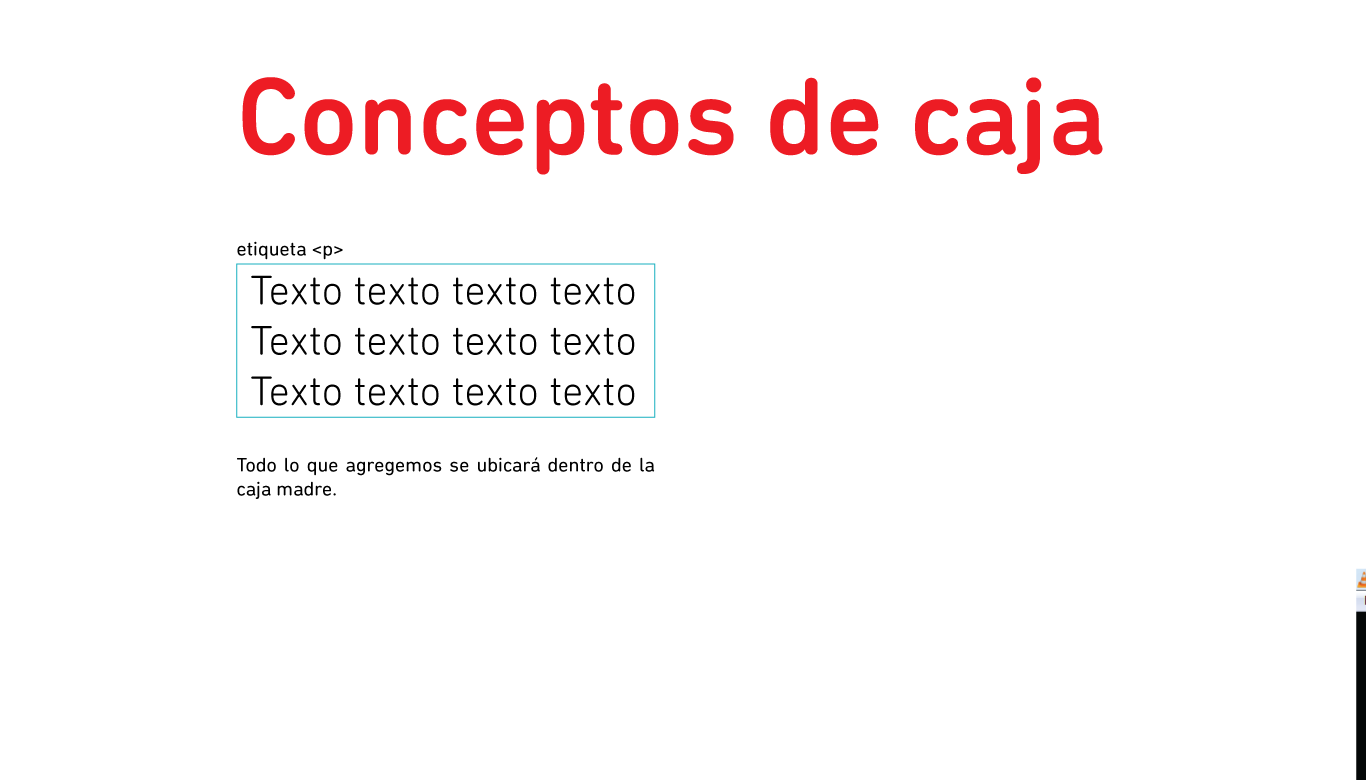 Conceptos de caja
etiqueta <p>
Texto texto texto texto
Texto texto texto texto
Texto texto texto texto
Todo lo que agregemos se ubicará dentro de la
caja madre.